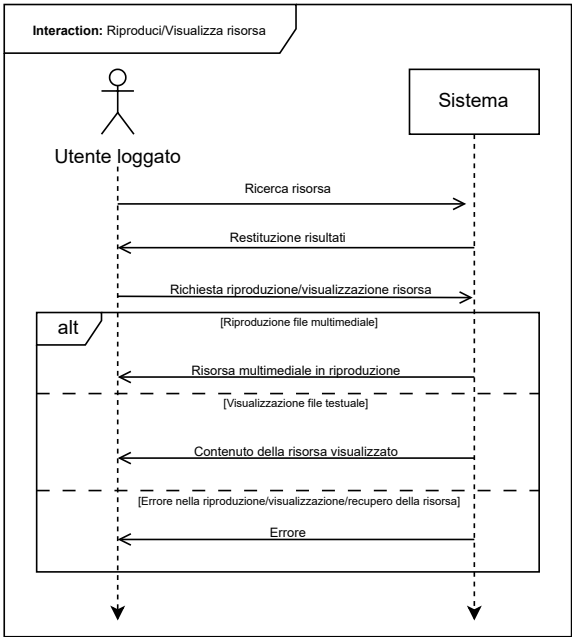 Interaction: Riproduci/Visualizza risorsa
Sistema
Utente loggato
Ricerca risorsa
Restituzione risultati
Richiesta riproduzione/visualizzazione risorsa
alt
[Riproduzione file multimediale]
Risorsa multimediale in riproduzione
[Visualizzazione file testuale]
Contenuto della risorsa visualizzato
[Errore nella riproduzione/visualizzazione/recupero della risorsa]
Errore